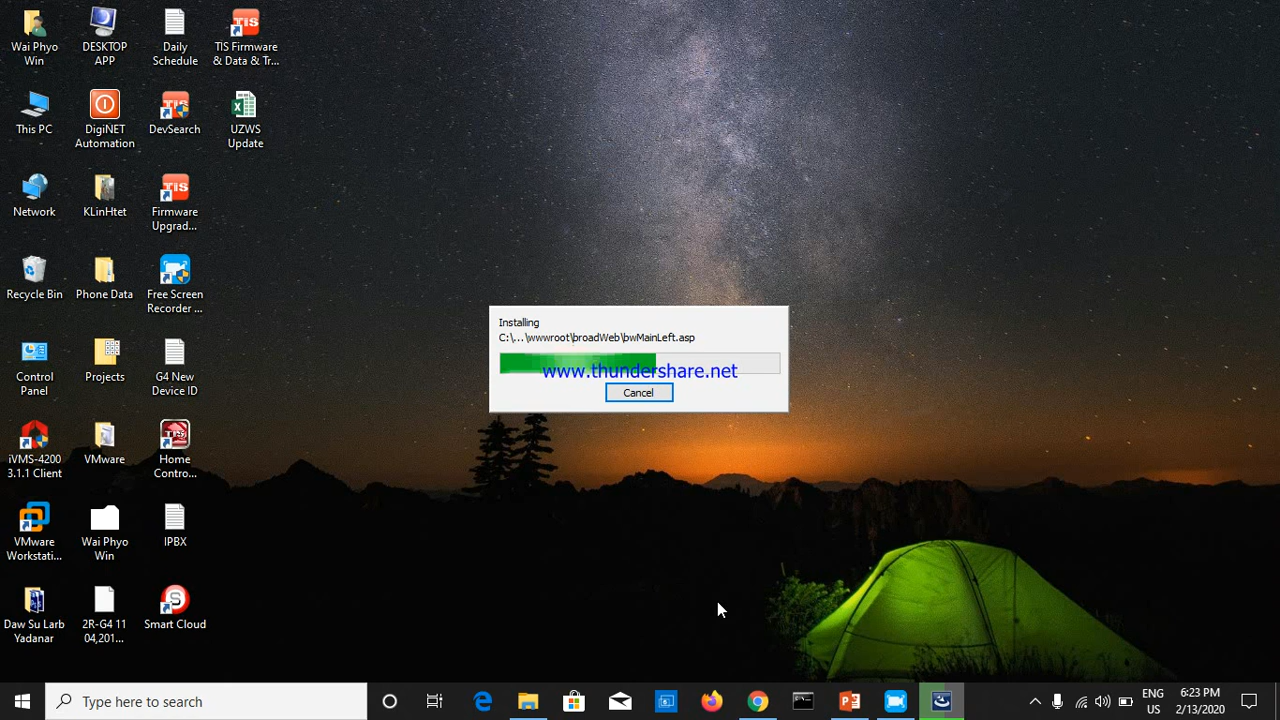 Wai Phyo
Win
DESKTOP
APP
Daily
Schedule
TIS
TIS Firmware
& Data & Tr...
This PC
DigiNET
Automation
TIS
DevSearch
UZWS
Update
Network
KLinHtet
TIS
Firmware
Upgrad...
Recycle Bin
Phone Data
Free Screen
Recorder ...
Control
Panel
Projects
G4 New
Device ID
iVMS-4200
3.1.1 Client
VMware
Home
Contro...
VMware
Workstati...
Wai Phyo
Win
IPBX
Daw Su Larb
Yadanar
2R-G4 11
04,201...
Smart Cloud
Installing
C:\...\wwwroot\broadWeb\bwMainLeft.asp
www.thundershare.net
Cancel
Type here to search
ENG
US
6:23 PM
2/13/2020